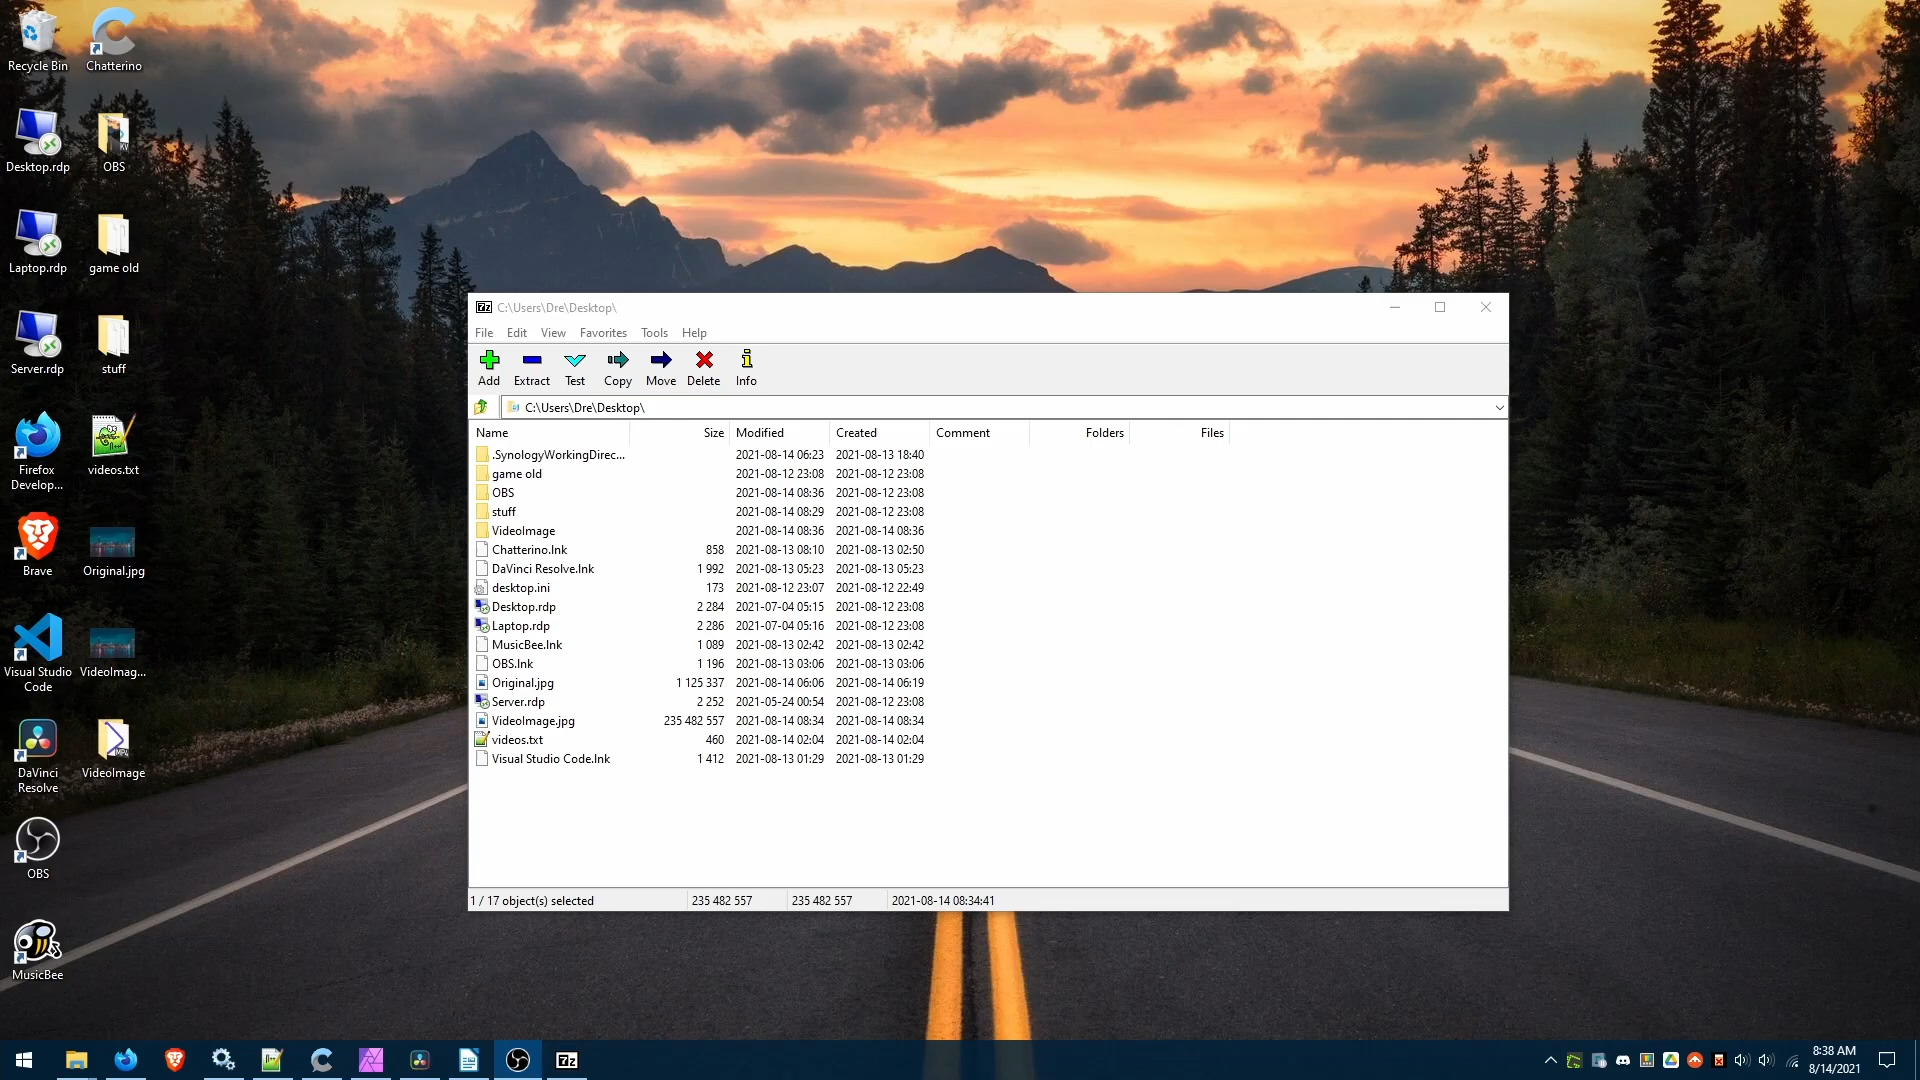 Recycle Bin
Chatterino
Desktop.rdp
OBS
Laptop.rdp
game old
Server.rdp
stuff
Firefox
Develop...
videos.txt
Brave
Original.jpg
Visual Studio
Code
VideoImag...
DaVinci
Resolve
VideoImage
OBS
MusicBee
7z C:\Users\Dre\Desktop\
File Edit View Favorites Tools Help
Add Extract Test Copy Move Delete Info
C:\Users\Dre\Desktop\
Name Size Modified Created Comment Folders Files
.SynologyWorkingDirec... 2021-08-14 06:23 2021-08-13 18:40
game old 2021-08-12 23:08 2021-08-12 23:08
OBS 2021-08-14 08:36 2021-08-12 23:08
stuff 2021-08-14 08:29 2021-08-12 23:08
VideoImage 2021-08-14 08:36 2021-08-14 08:36
Chatterino.lnk 858 2021-08-13 08:10 2021-08-13 02:50
DaVinci Resolve.lnk 1 992 2021-08-13 05:23 2021-08-13 05:23
desktop.ini 173 2021-08-12 23:07 2021-08-12 22:49
Desktop.rdp 2 284 2021-07-04 05:15 2021-08-12 23:08
Laptop.rdp 2 286 2021-07-04 05:16 2021-08-12 23:08
MusicBee.lnk 1 089 2021-08-13 02:42 2021-08-13 02:42
OBS.lnk 1 196 2021-08-13 03:06 2021-08-13 03:06
Original.jpg 1 125 337 2021-08-14 06:06 2021-08-14 06:19
Server.rdp 2 252 2021-05-24 00:54 2021-08-12 23:08
VideoImage.jpg 235 482 557 2021-08-14 08:34 2021-08-14 08:34
videos.txt 460 2021-08-14 02:04 2021-08-14 02:04
Visual Studio Code.lnk 1 412 2021-08-13 01:29 2021-08-13 01:29
1 / 17 object(s) selected 235 482 557 235 482 557 2021-08-14 08:34:41
7z
8:38 AM
8/14/2021